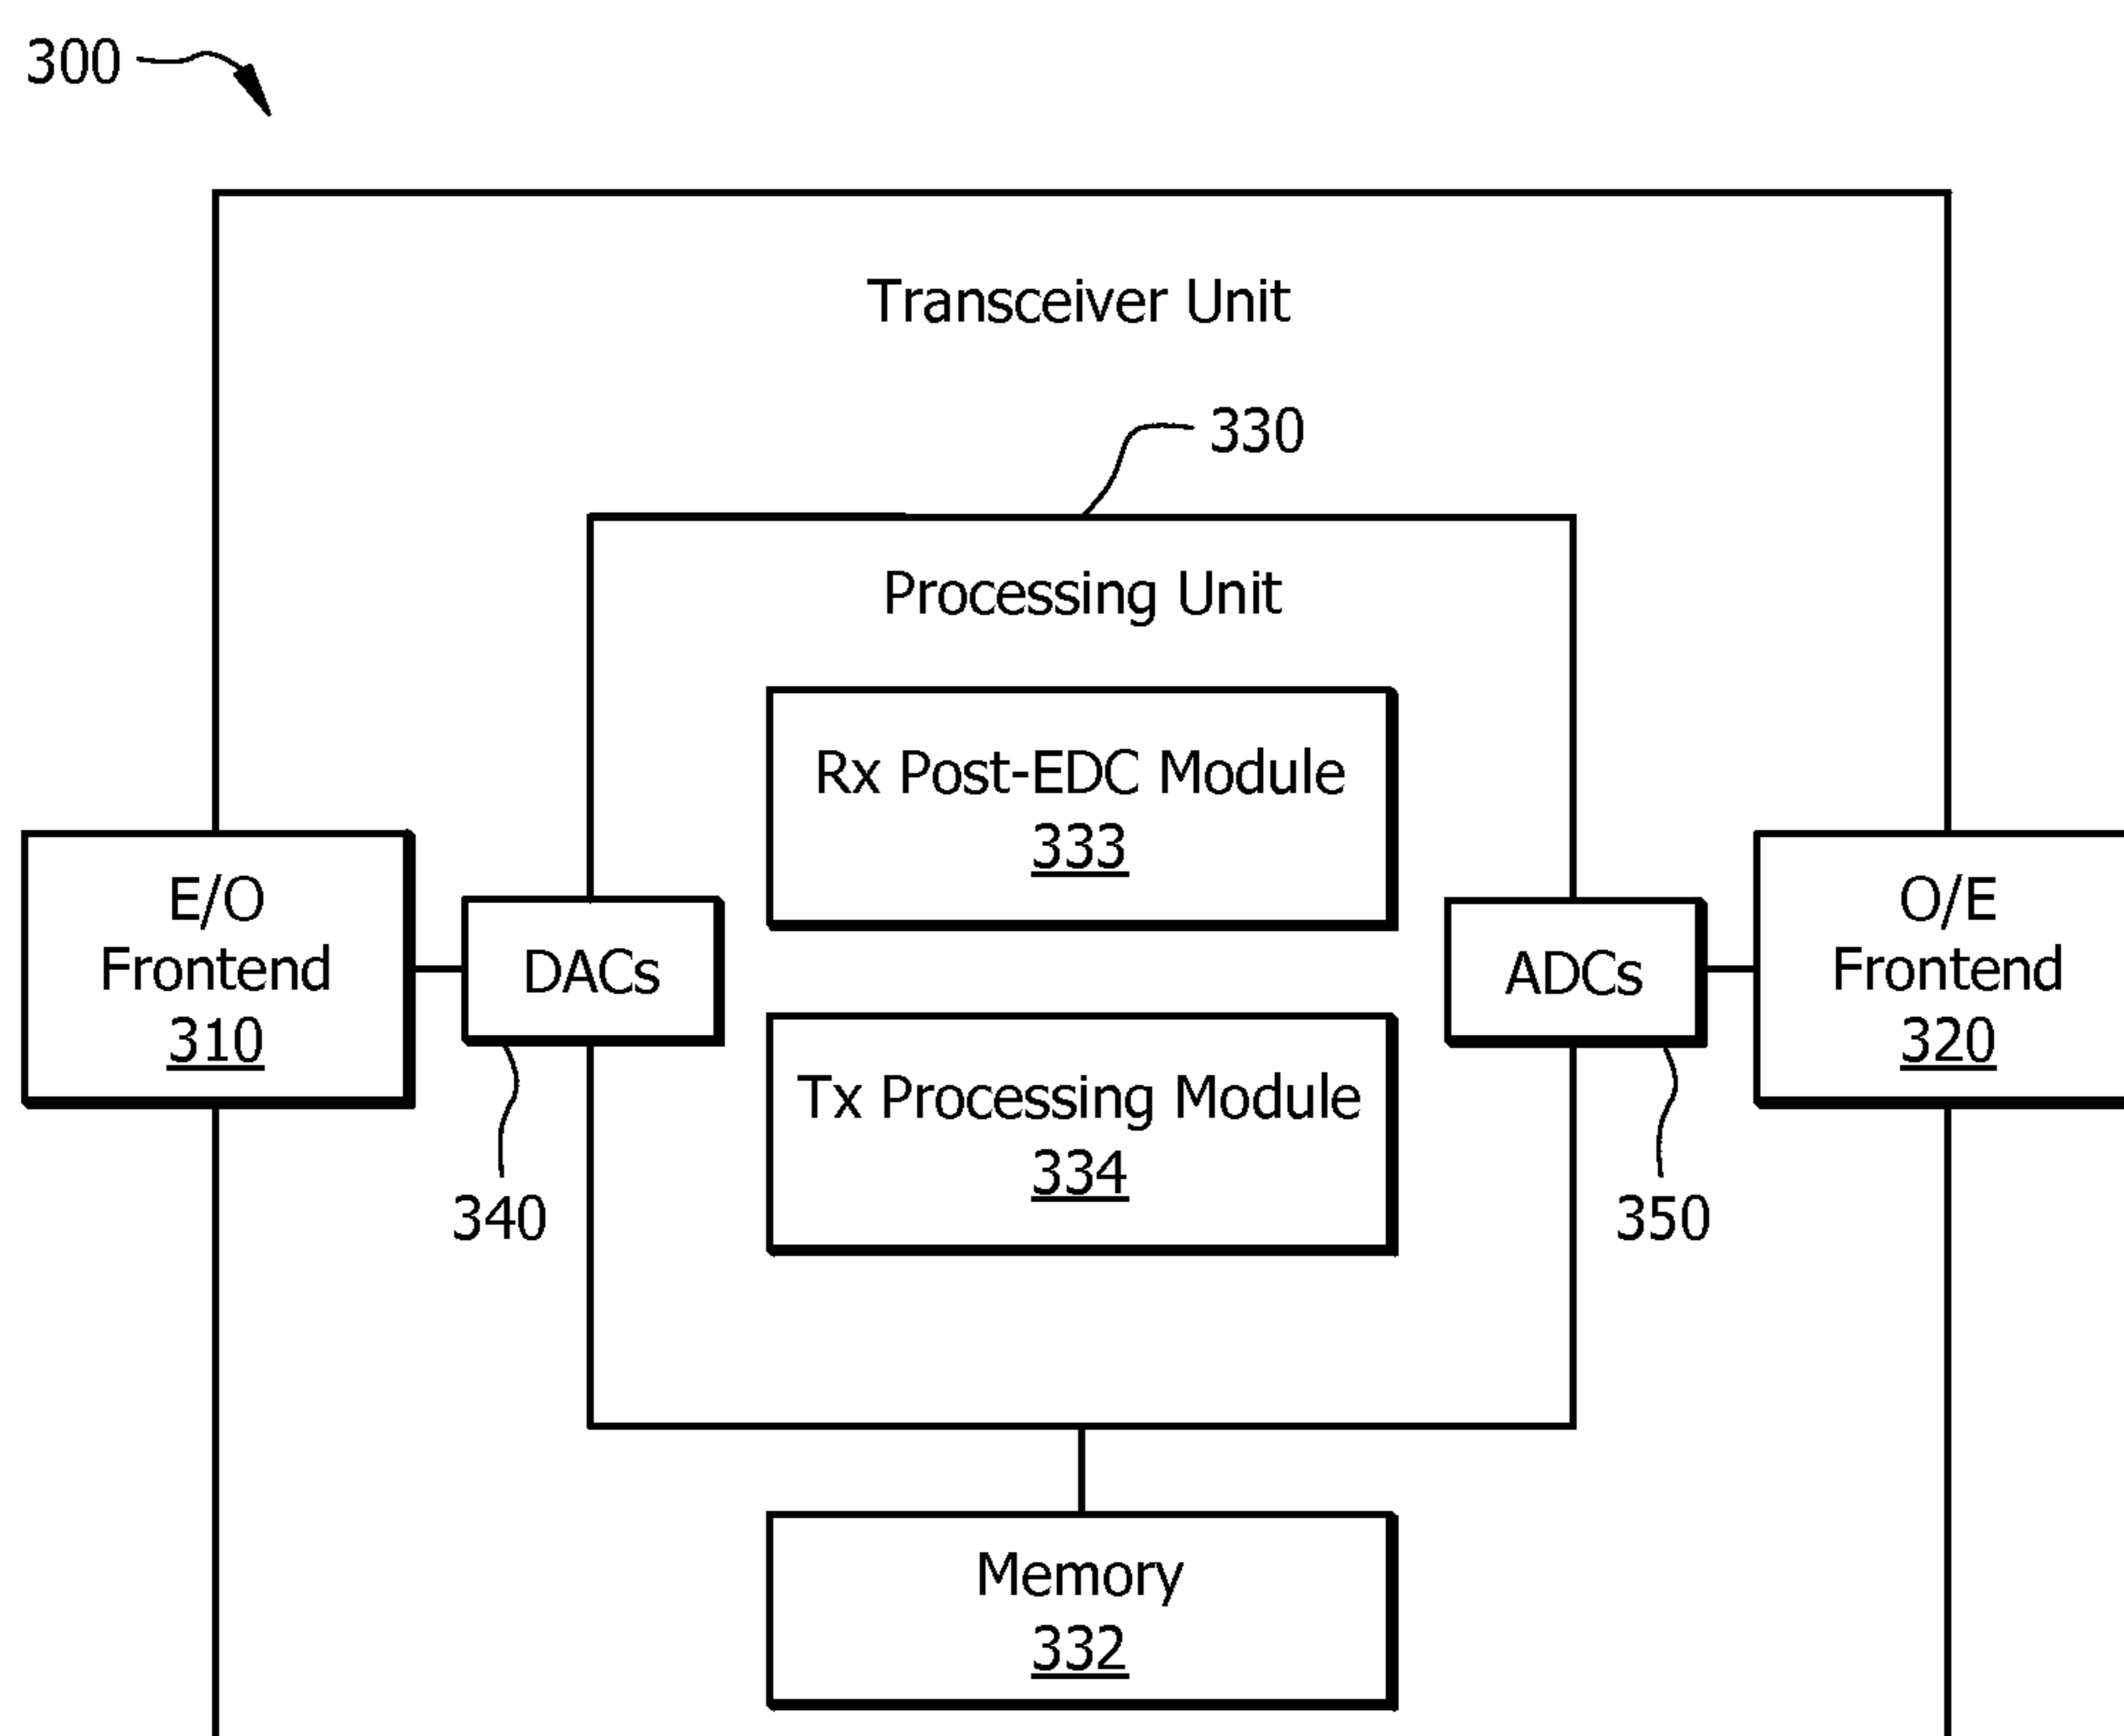 300
Transceiver Unit
330
Processing Unit
Rx Post-EDC Module
333
E/O
Frontend
310
DACs
340
Tx Processing Module
334
ADCs
350
O/E
Frontend
320
Memory
332